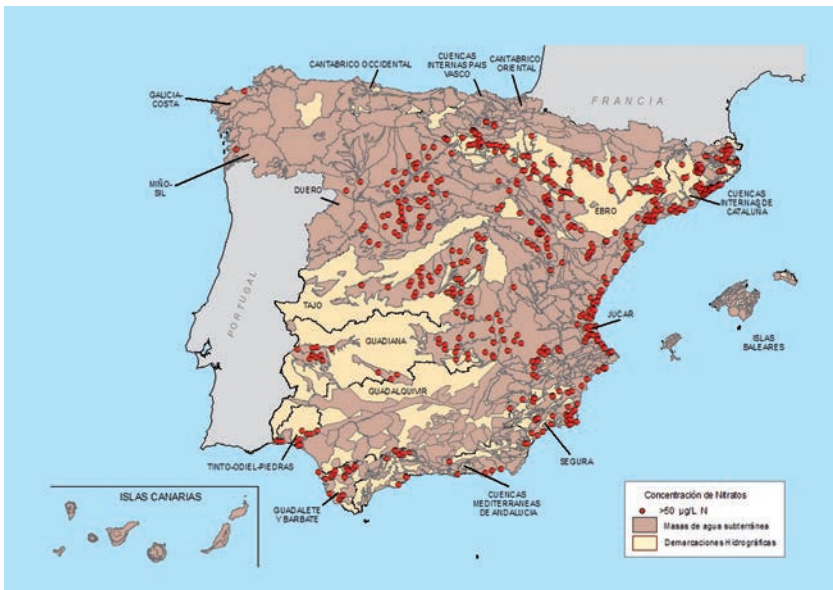 CANTABRICO OCCIDENTAL
CUENCAS
INTERNAS PAIS
VASCO
CANTABRICO
ORIENTAL
GALICIA-
COSTA
FRANCIA
MIÑO-
SIL
DUERO
EBRO
CUENCAS
INTERNAS DE
CATALUÑA
PORTUGAL
TAJO
JUCAR
ISLAS
BALEARES
GUADIANA
GUADALQUIVIR
TINTO-ODIEL-PIEDRAS
SEGURA
GUADALETE
Y BARBATE
CUENCAS
MEDITERRANEAS
DE ANDALUCIA
ISLAS CANARIAS
Concentración de Nitratos
>50 µg/L N
Masas de agua subterránea
Demarcaciones Hidrográficas